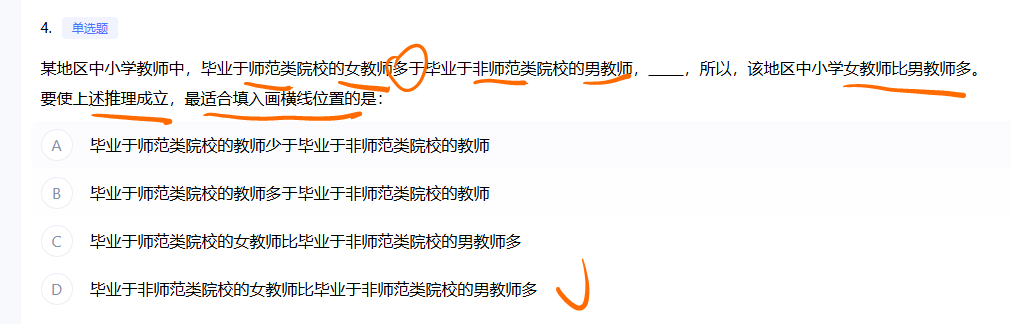 4. 单选题
某地区中小学教师中，毕业于师范类院校的女教师多于毕业于非师范类院校的男教师，____，所以，该地区中小学女教师比男教师多。
要使上述推理成立，最适合填入画横线位置的是：
A 毕业于师范类院校的教师少于毕业于非师范类院校的教师
B 毕业于师范类院校的教师多于毕业于非师范类院校的教师
C 毕业于师范类院校的女教师比毕业于非师范类院校的男教师多
D 毕业于非师范类院校的女教师比毕业于非师范类院校的男教师多